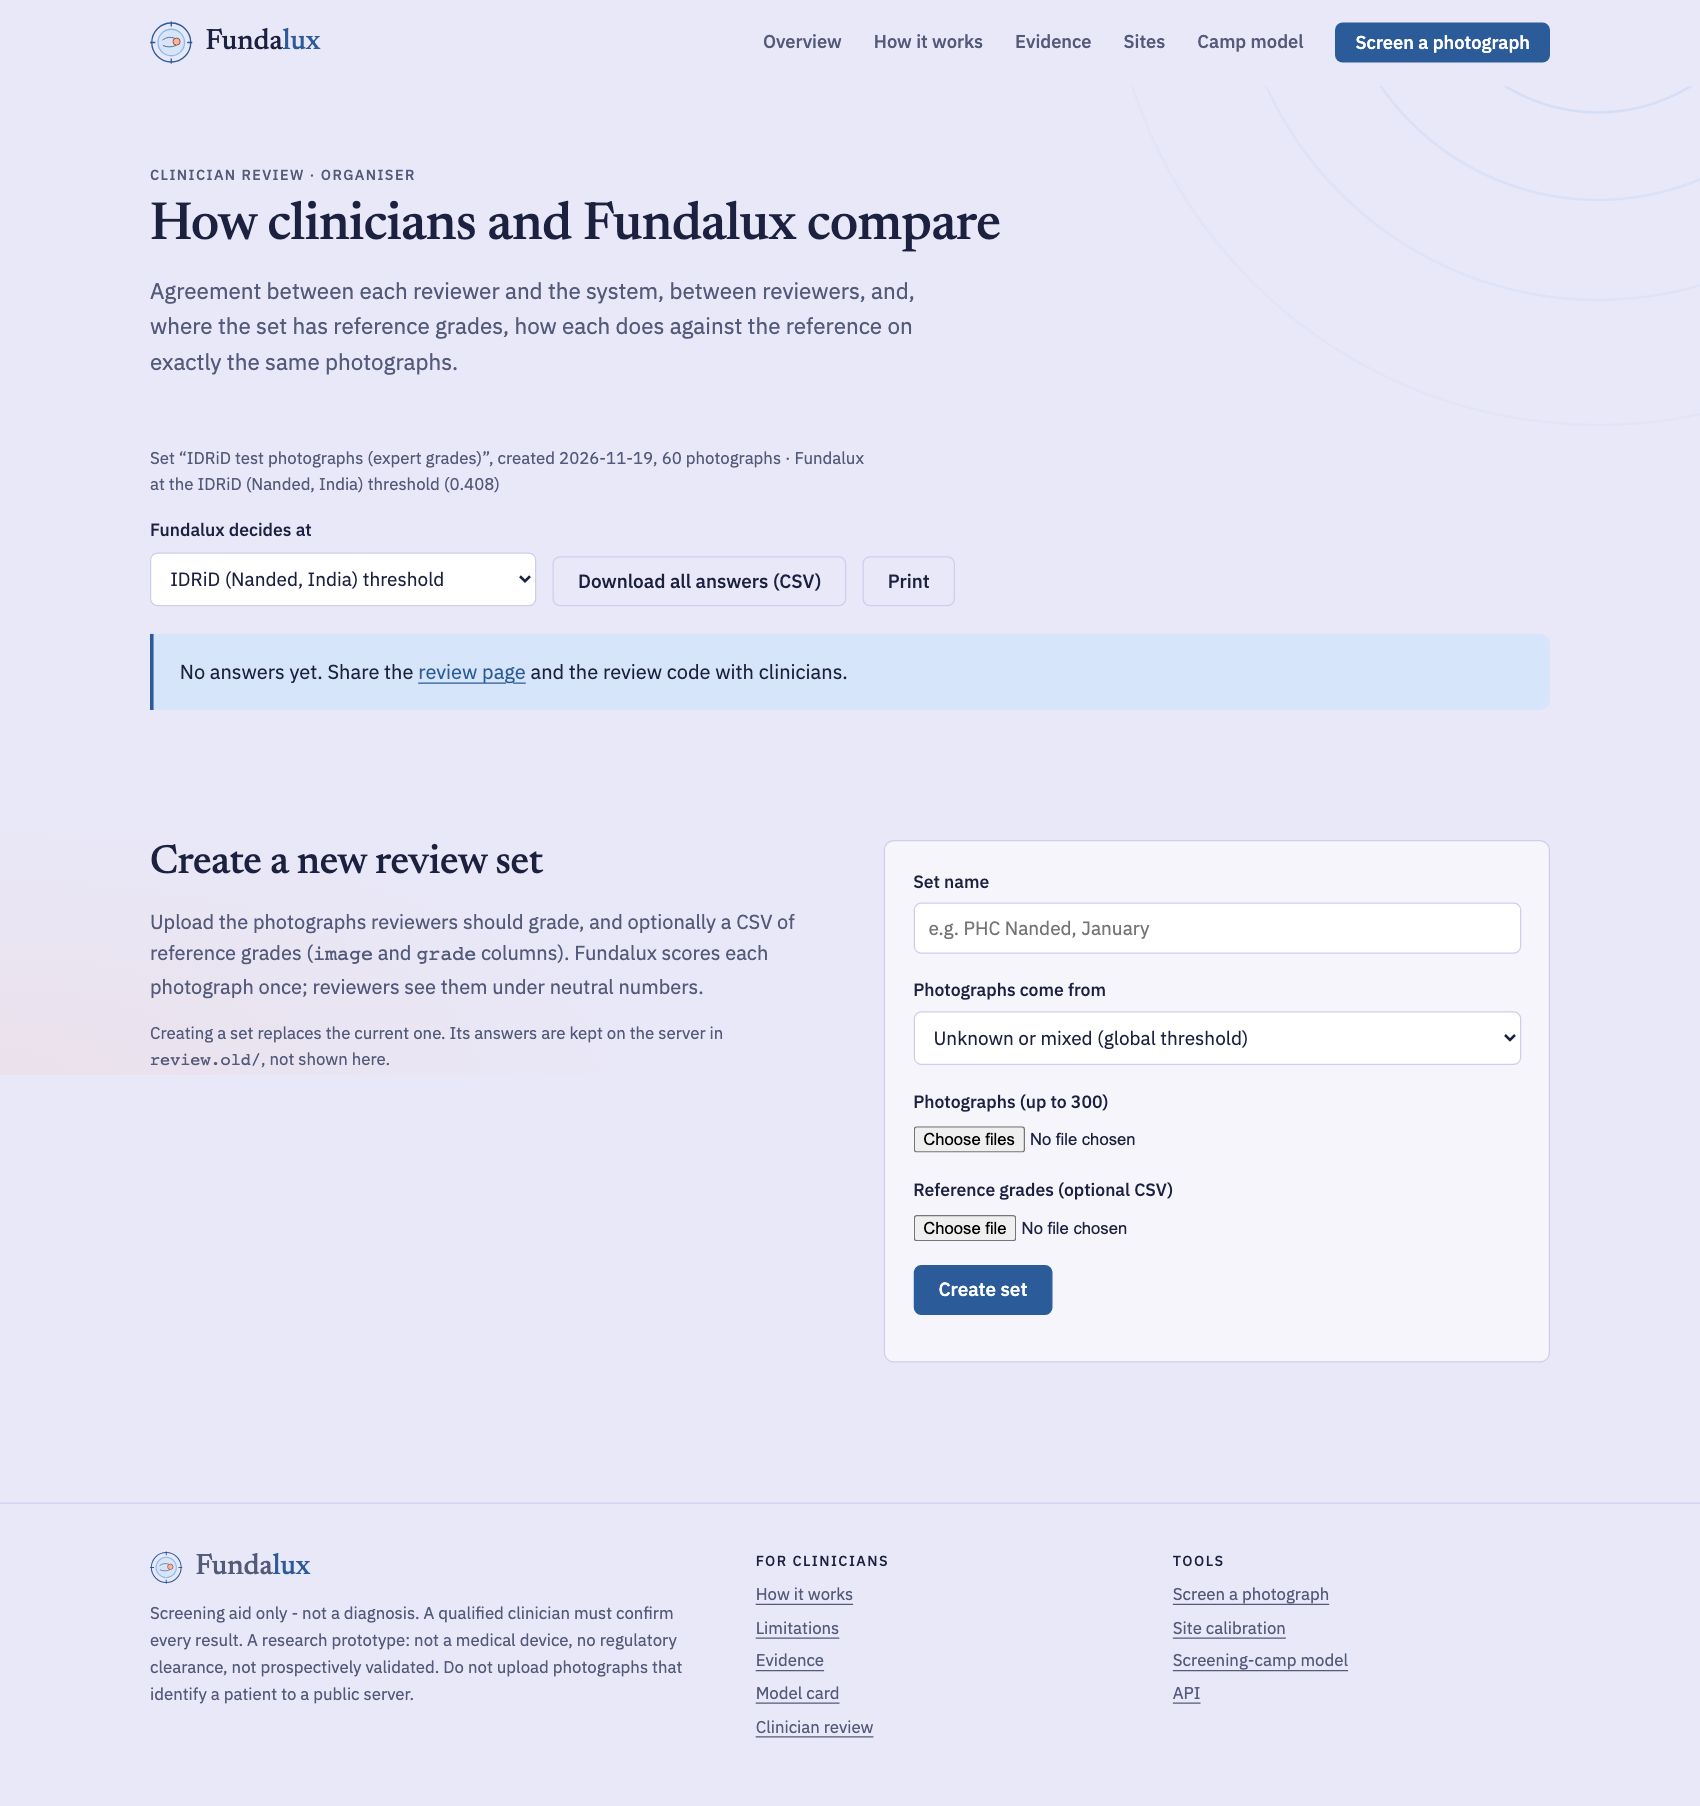 Fundalux
Overview
How it works
Evidence
Sites
Camp model
Screen a photograph
CLINICIAN REVIEW · ORGANISER
How clinicians and Fundalux compare
Agreement between each reviewer and the system, between reviewers, and,
where the set has reference grades, how each does against the reference on
exactly the same photographs.
Set “IDRiD test photographs (expert grades)”, created 2026-11-19, 60 photographs · Fundalux
at the IDRiD (Nanded, India) threshold (0.408)
Fundalux decides at
IDRiD (Nanded, India) threshold
Download all answers (CSV)
Print
No answers yet. Share the review page and the review code with clinicians.
Create a new review set
Upload the photographs reviewers should grade, and optionally a CSV of
reference grades (image and grade columns). Fundalux scores each
photograph once; reviewers see them under neutral numbers.
Creating a set replaces the current one. Its answers are kept on the server in
review.old/, not shown here.
Set name
e.g. PHC Nanded, January
Photographs come from
Unknown or mixed (global threshold)
Photographs (up to 300)
Choose files No file chosen
Reference grades (optional CSV)
Choose file No file chosen
Create set
Fundalux
Screening aid only - not a diagnosis. A qualified clinician must confirm
every result. A research prototype: not a medical device, no regulatory
clearance, not prospectively validated. Do not upload photographs that
identify a patient to a public server.
FOR CLINICIANS
How it works
Limitations
Evidence
Model card
Clinician review
TOOLS
Screen a photograph
Site calibration
Screening-camp model
API